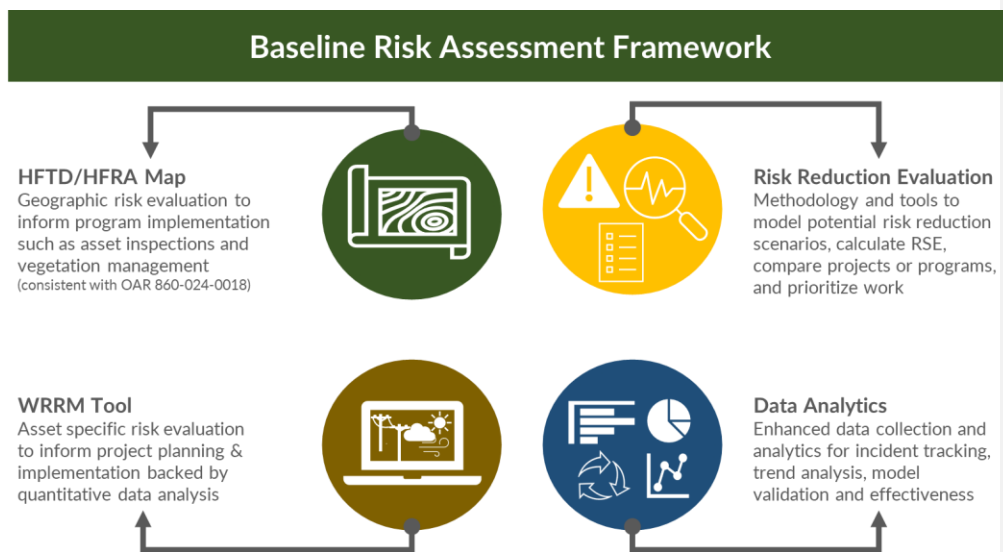 Baseline Risk Assessment Framework
HFTD/HFRA Map
Geographic risk evaluation to
inform program implementation
such as asset inspections and
vegetation management
(consistent with OAR 860-024-0018)
Risk Reduction Evaluation
Methodology and tools to
model potential risk reduction
scenarios, calculate RSE,
compare projects or programs,
and prioritize work
WRRM Tool
Asset specific risk evaluation
to inform project planning &
implementation backed by
quantitative data analysis
Data Analytics
Enhanced data collection and
analytics for incident tracking,
trend analysis, model
validation and effectiveness